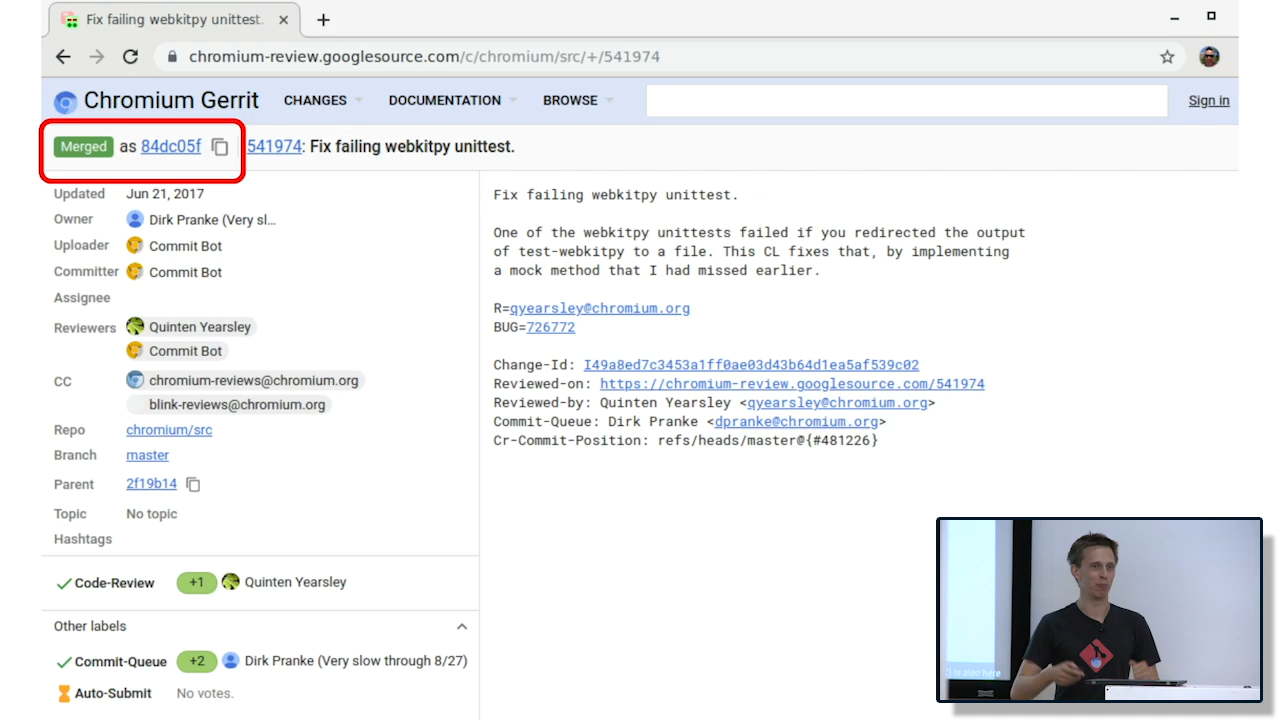 Fix failing webkitpy unittest.
chromium-review.googlesource.com/c/chromium/src/+/541974
Chromium Gerrit CHANGES DOCUMENTATION BROWSE Sign in
Merged as 84dc05f 541974: Fix failing webkitpy unittest.
Updated Jun 21, 2017
Owner Dirk Pranke (Very sl...
Uploader Commit Bot
Committer Commit Bot
Assignee
Reviewers Quinten Yearsley
Commit Bot
CC chromium-reviews@chromium.org
blink-reviews@chromium.org
Repo chromium/src
Branch master
Parent 2f19b14
Topic No topic
Hashtags
Code-Review +1 Quinten Yearsley
Other labels
Commit-Queue +2 Dirk Pranke (Very slow through 8/27)
Auto-Submit No votes.
Fix failing webkitpy unittest.
One of the webkitpy unittests failed if you redirected the output
of test-webkitpy to a file. This CL fixes that, by implementing
a mock method that I had missed earlier.
R=qyearsley@chromium.org
BUG=726772
Change-Id: I49a8ed7c3453a1ff0ae03d43b64d1ea5af539c02
Reviewed-on: https://chromium-review.googlesource.com/541974
Reviewed-by: Quinten Yearsley <qyearsley@chromium.org>
Commit-Queue: Dirk Pranke <dpranke@chromium.org>
Cr-Commit-Position: refs/heads/master@{#481226}
is also here